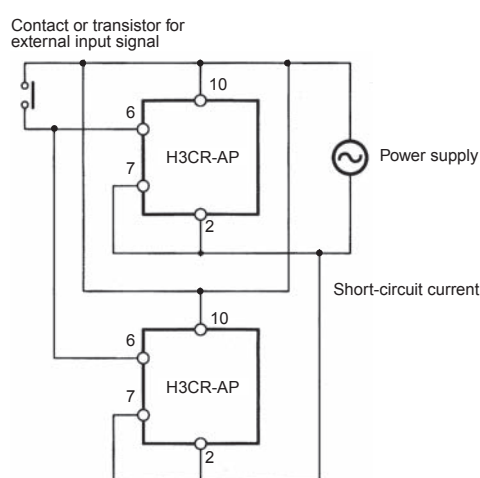 Contact or transistor for
external input signal
10
6
H3CR-AP
7
Power supply
2
Short-circuit current
10
6
H3CR-AP
7
2